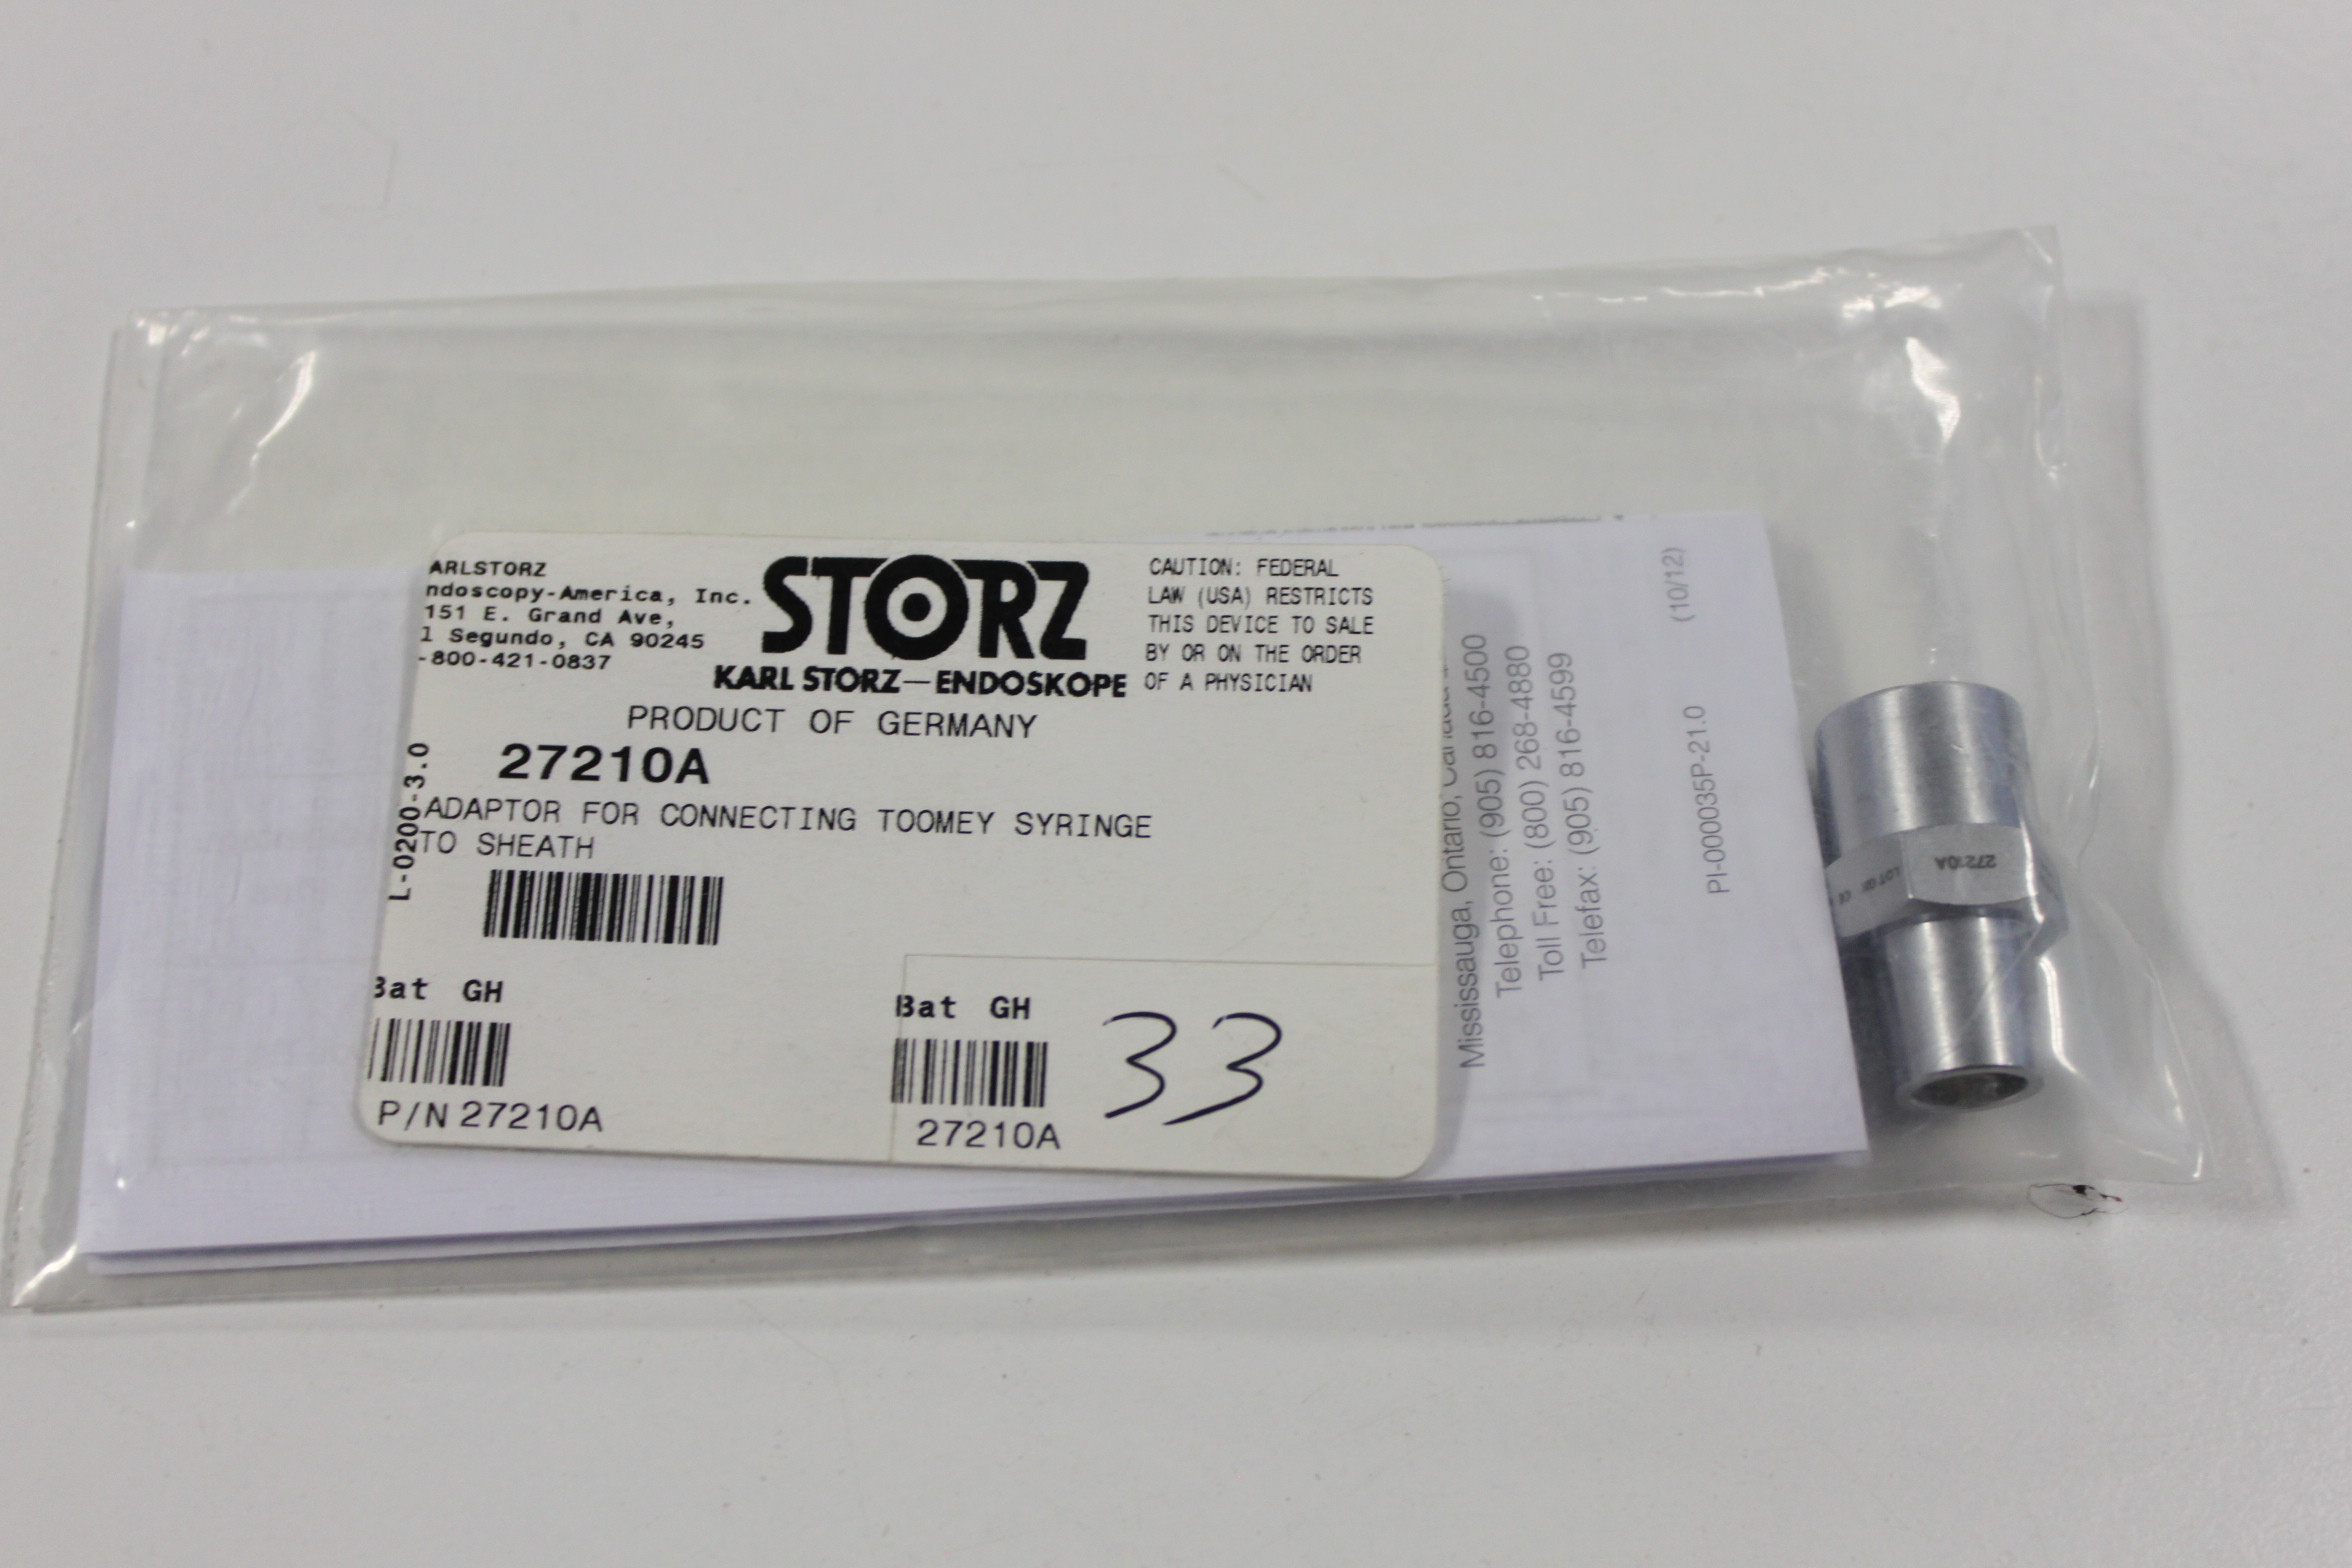 ARLSTORZ
ndoscopy-America, Inc.
151 E. Grand Ave,
l Segundo, CA 90245
-800-421-0837
STORZ
KARL STORZ—ENDOSKOPE
CAUTION: FEDERAL
LAW (USA) RESTRICTS
THIS DEVICE TO SALE
BY OR ON THE ORDER
OF A PHYSICIAN
PRODUCT OF GERMANY
27210A
L-0200-3.0
ADAPTOR FOR CONNECTING TOOMEY SYRINGE
TO SHEATH
Bat GH
P/N 27210A
Bat GH
27210A
33
Mississauga, Ontario,
Telephone: (905) 816-4500
Toll Free: (800) 268-4880
Telefax: (905) 816-4599
PI-000035P-21.0 (10/12)
27210A
LOT